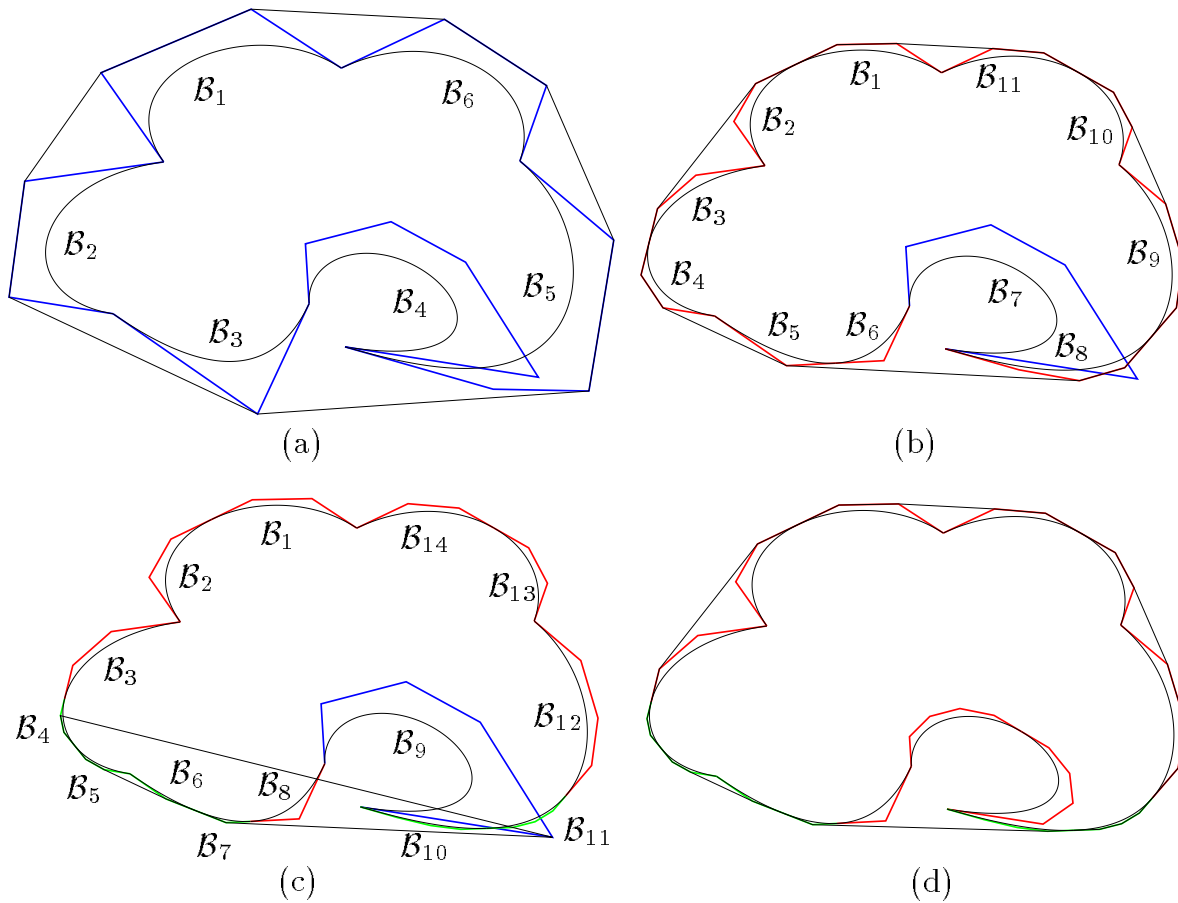 ℬ₁
ℬ₆
ℬ₂
ℬ₅
ℬ₄
ℬ₃
(a)
ℬ₁
ℬ₁₁
ℬ₂
ℬ₁₀
ℬ₃
ℬ₉
ℬ₄
ℬ₇
ℬ₅
ℬ₆
ℬ₈
(b)
ℬ₁
ℬ₁₄
ℬ₂
ℬ₁₃
ℬ₃
ℬ₁₂
ℬ₄
ℬ₉
ℬ₆
ℬ₅
ℬ₈
ℬ₁₁
ℬ₇
ℬ₁₀
(c)
(d)